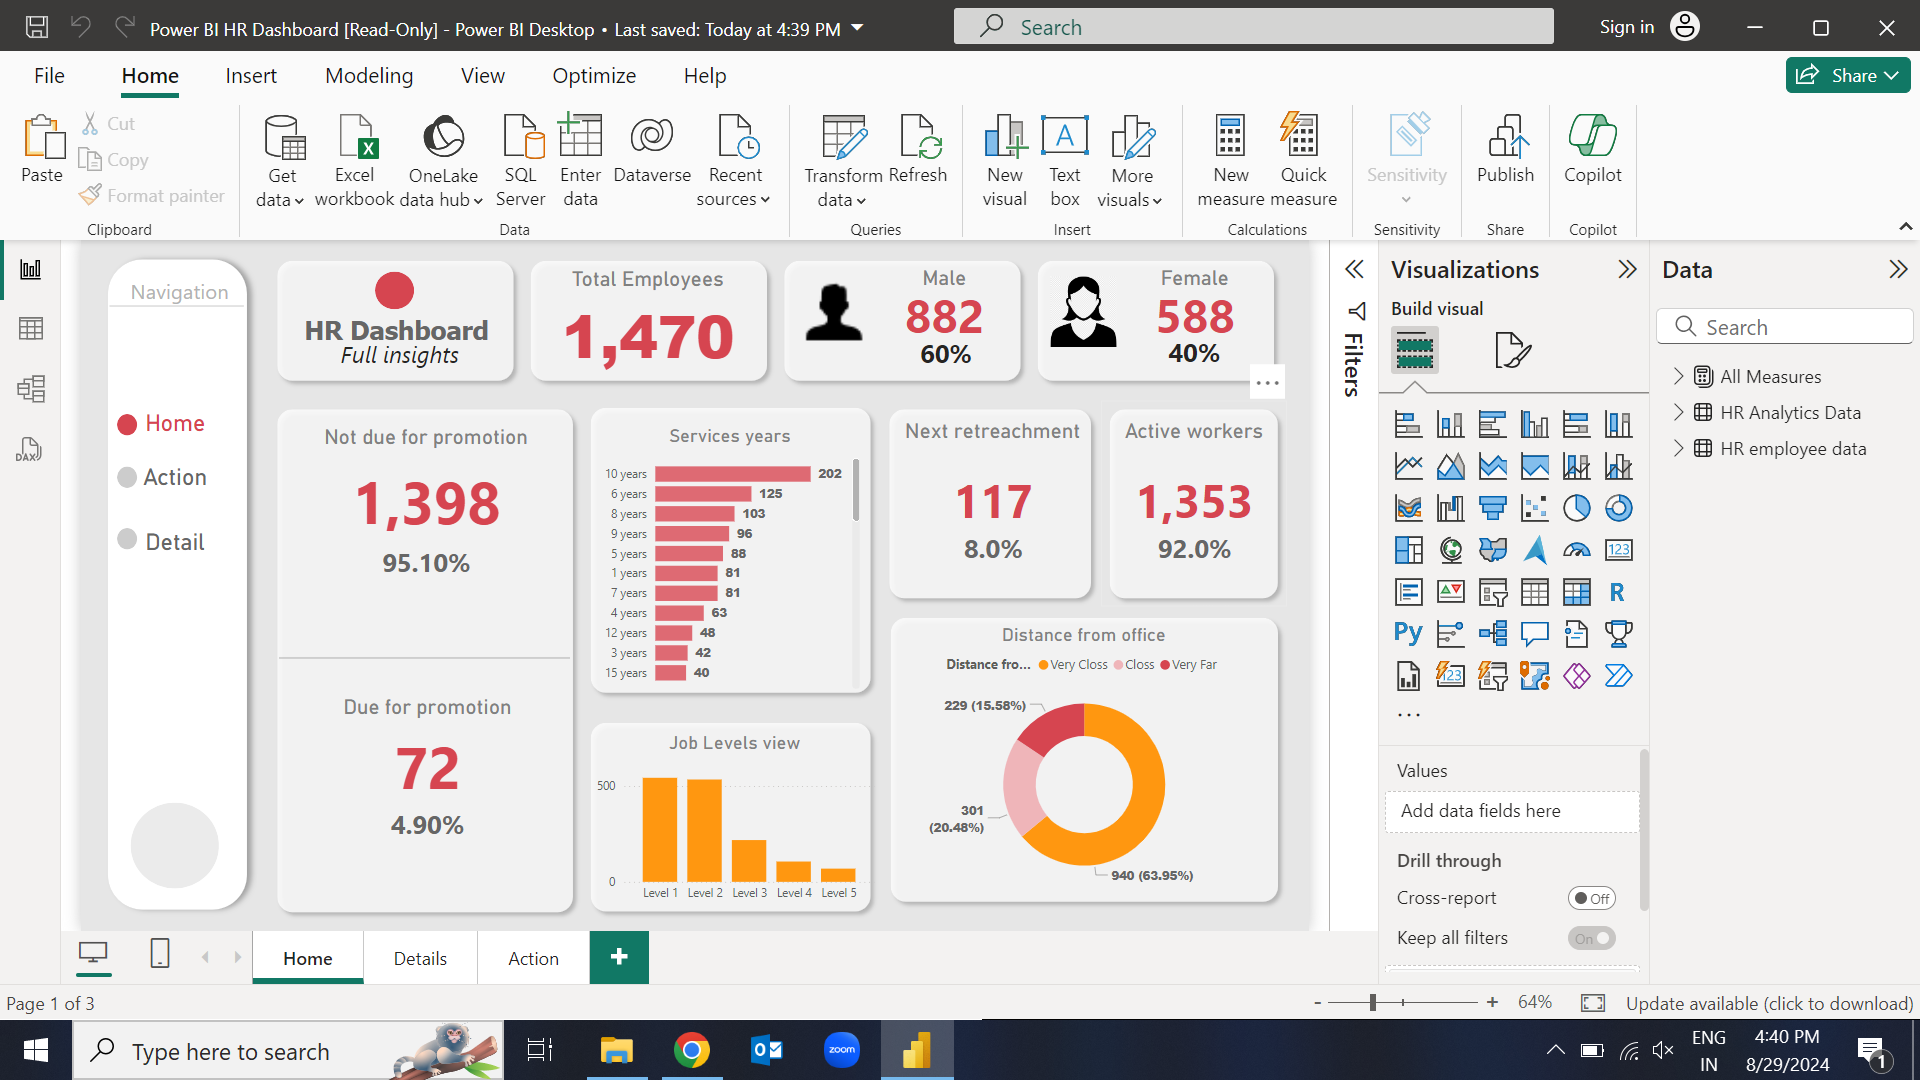 Power BI HR Dashboard [Read-Only] - Power BI Desktop • Last saved: Today at 4:39 PM
Search
Sign in
File
Home
Insert
Modeling
View
Optimize
Help
Share
Paste
Cut
Copy
Format painter
Clipboard
Get data
Excel workbook
OneLake data hub
SQL Server
Enter data
Dataverse
Recent sources
Data
Transform data
Refresh
Queries
New visual
Text box
More visuals
Insert
New measure
Quick measure
Calculations
Sensitivity
Sensitivity
Publish
Share
Copilot
Copilot
DAX
Navigation
Home
Action
Detail
HR Dashboard
Full insights
Total Employees
1,470
Male
882
60%
Female
588
40%
Not due for promotion
1,398
95.10%
Due for promotion
72
4.90%
Services years
10 years 202
6 years 125
8 years 103
9 years 96
5 years 88
1 years 81
7 years 81
4 years 63
12 years 48
3 years 42
15 years 40
Next retreachment
117
8.0%
Active workers
1,353
92.0%
Job Levels view
500
0
Level 1 Level 2 Level 3 Level 4 Level 5
Distance from office
Distance fro... Very Closs Closs Very Far
229 (15.58%)
301
(20.48%)
940 (63.95%)
Filters
Visualizations
Build visual
123
R
Py
123
Values
Add data fields here
Drill through
Cross-report
Off
Keep all filters
On
Data
Search
All Measures
HR Analytics Data
HR employee data
Home
Details
Action
+
Page 1 of 3
- + 64%
Update available (click to download)
Type here to search
zoom
ENG
IN
4:40 PM
8/29/2024
1